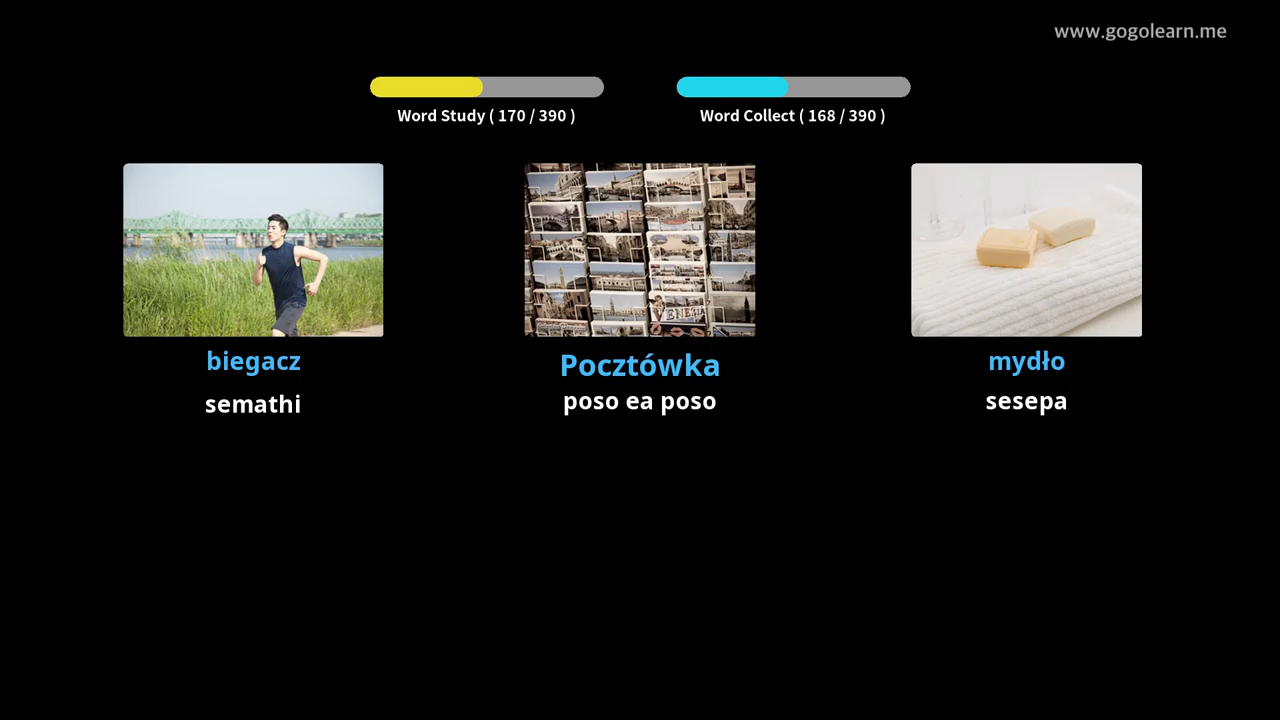 www.gogolearn.me
Word Study ( 170 / 390 )
Word Collect ( 168 / 390 )
VENEZIA
biegacz
Pocztówka
mydło
semathi
poso ea poso
sesepa